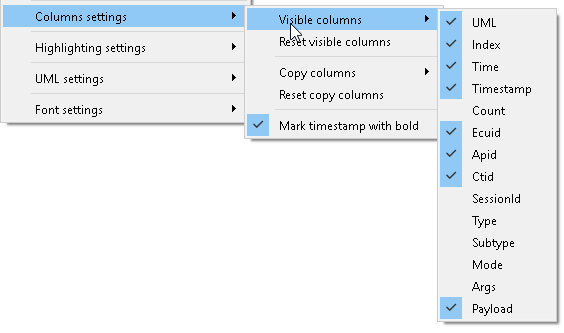 Columns settings
Highlighting settings
UML settings
Font settings
Visible columns
Reset visible columns
Copy columns
Reset copy columns
Mark timestamp with bold
UML
Index
Time
Timestamp
Count
Ecuid
Apid
Ctid
SessionId
Type
Subtype
Mode
Args
Payload